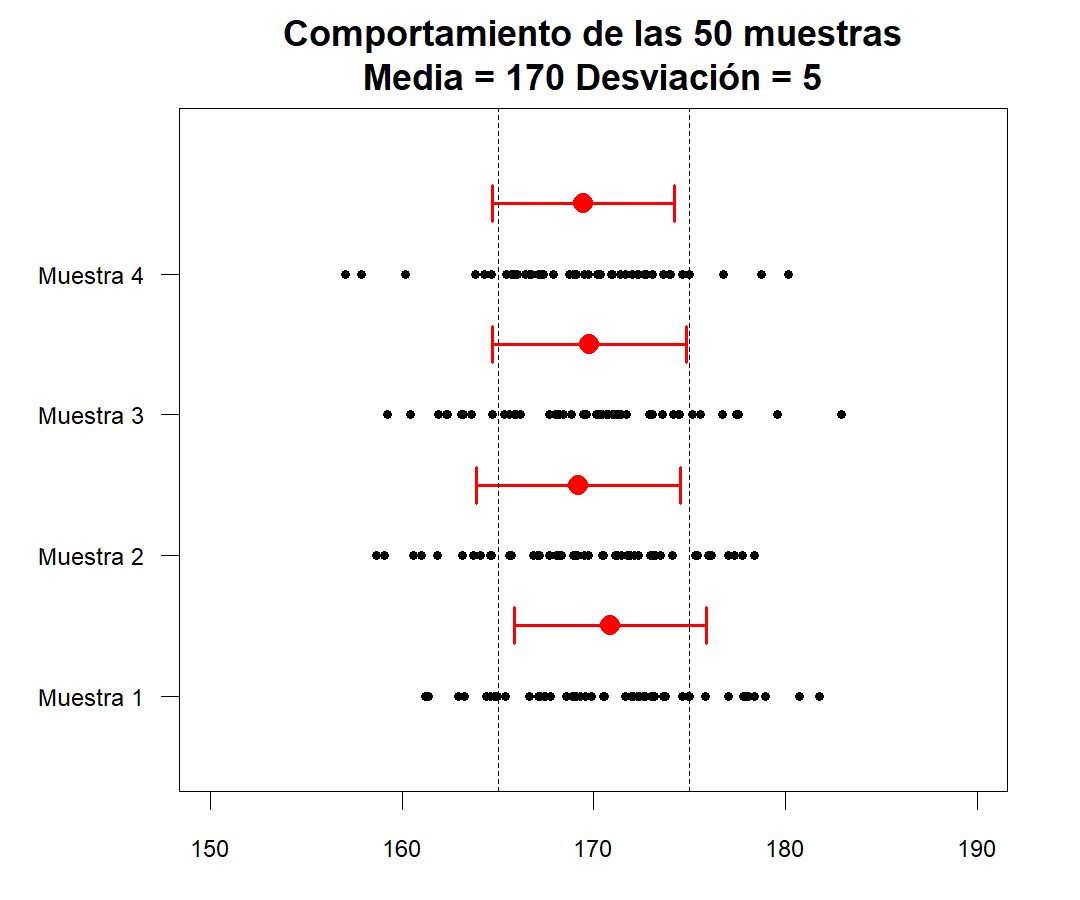 Comportamiento de las 50 muestras
Media = 170 Desviación = 5
Muestra 4
Muestra 3
Muestra 2
Muestra 1
150 160 170 180 190